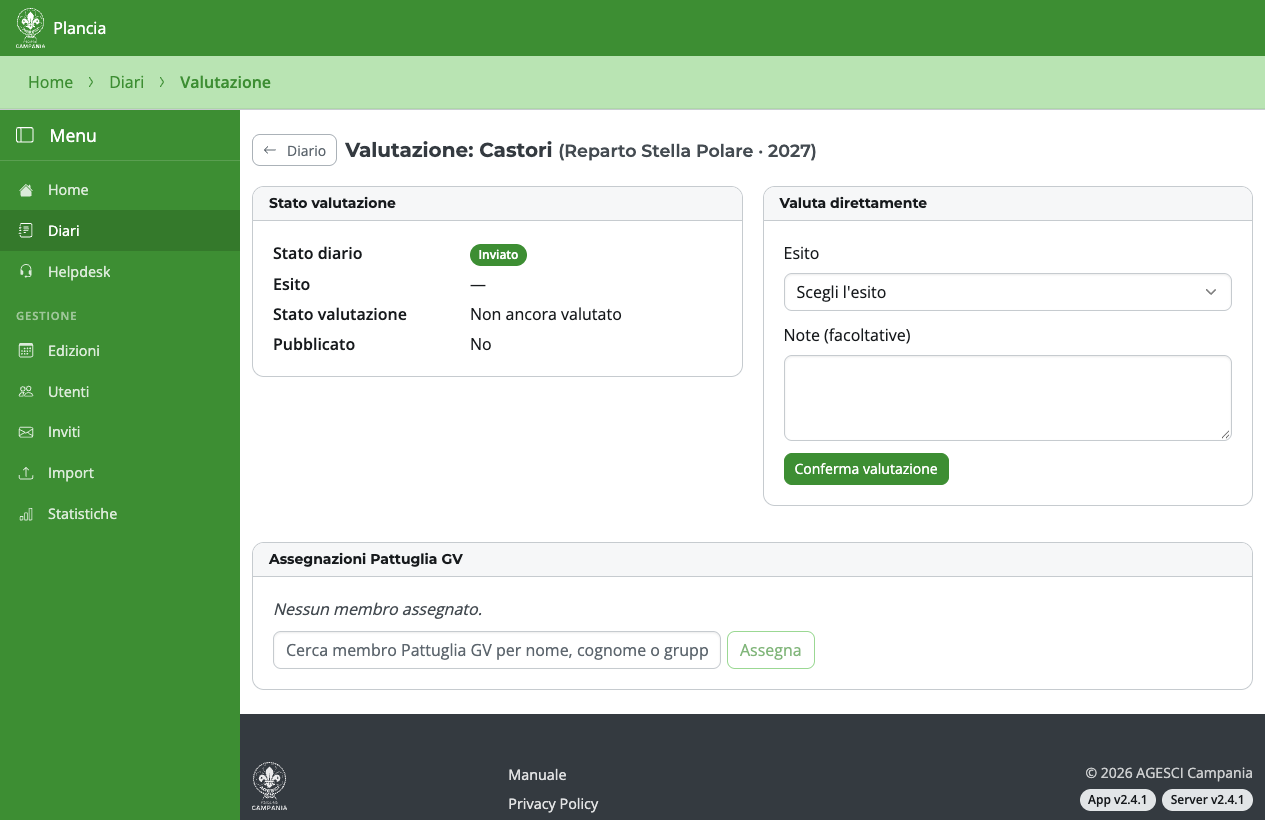 CAMPANIA
Plancia
Home › Diari › Valutazione
Menu
Home
Diari
Helpdesk
GESTIONE
Edizioni
Utenti
Inviti
Import
Statistiche
← Diario
Valutazione: Castori (Reparto Stella Polare · 2027)
Stato valutazione
Stato diario Inviato
Esito —
Stato valutazione Non ancora valutato
Pubblicato No
Valuta direttamente
Esito
Scegli l'esito
Note (facoltative)
Conferma valutazione
Assegnazioni Pattuglia GV
Nessun membro assegnato.
Cerca membro Pattuglia GV per nome, cognome o grupp
Assegna
CAMPANIA
Manuale
Privacy Policy
© 2026 AGESCI Campania
App v2.4.1 Server v2.4.1